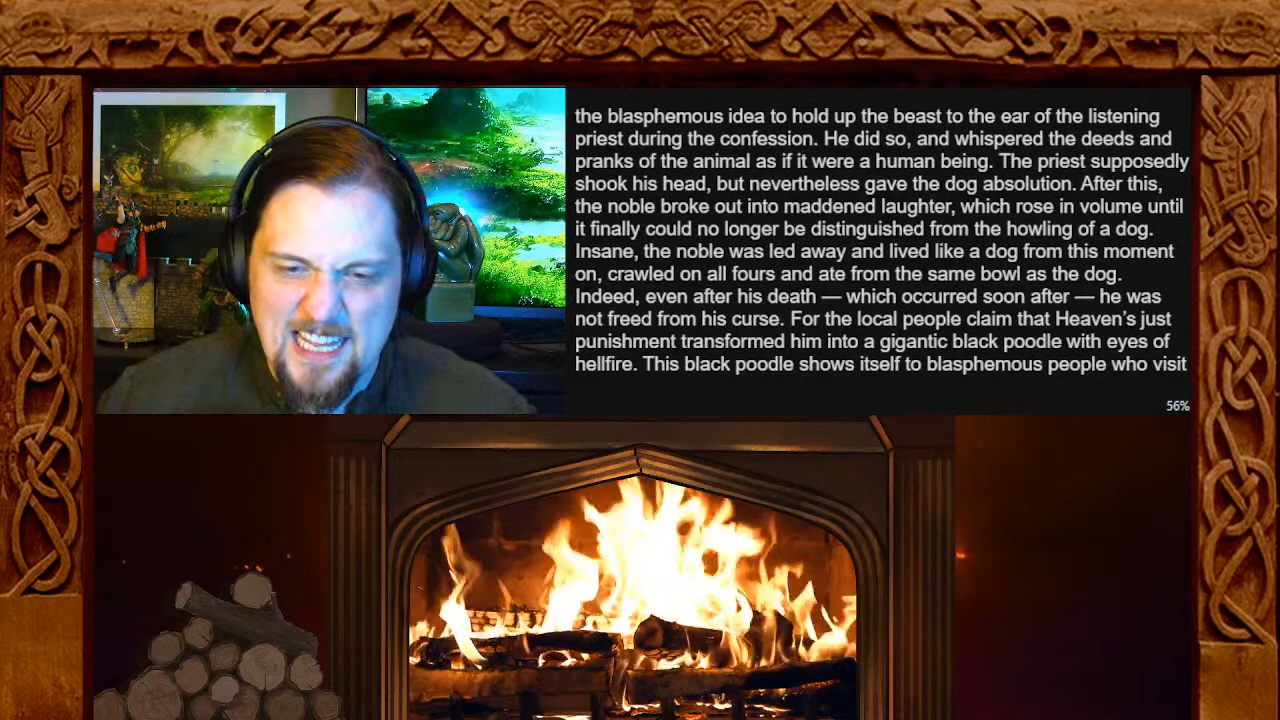 the blasphemous idea to hold up the beast to the ear of the listening
priest during the confession. He did so, and whispered the deeds and
pranks of the animal as if it were a human being. The priest supposedly
shook his head, but nevertheless gave the dog absolution. After this,
the noble broke out into maddened laughter, which rose in volume until
it finally could no longer be distinguished from the howling of a dog.
Insane, the noble was led away and lived like a dog from this moment
on, crawled on all fours and ate from the same bowl as the dog.
Indeed, even after his death — which occurred soon after — he was
not freed from his curse. For the local people claim that Heaven’s just
punishment transformed him into a gigantic black poodle with eyes of
hellfire. This black poodle shows itself to blasphemous people who visit
56%